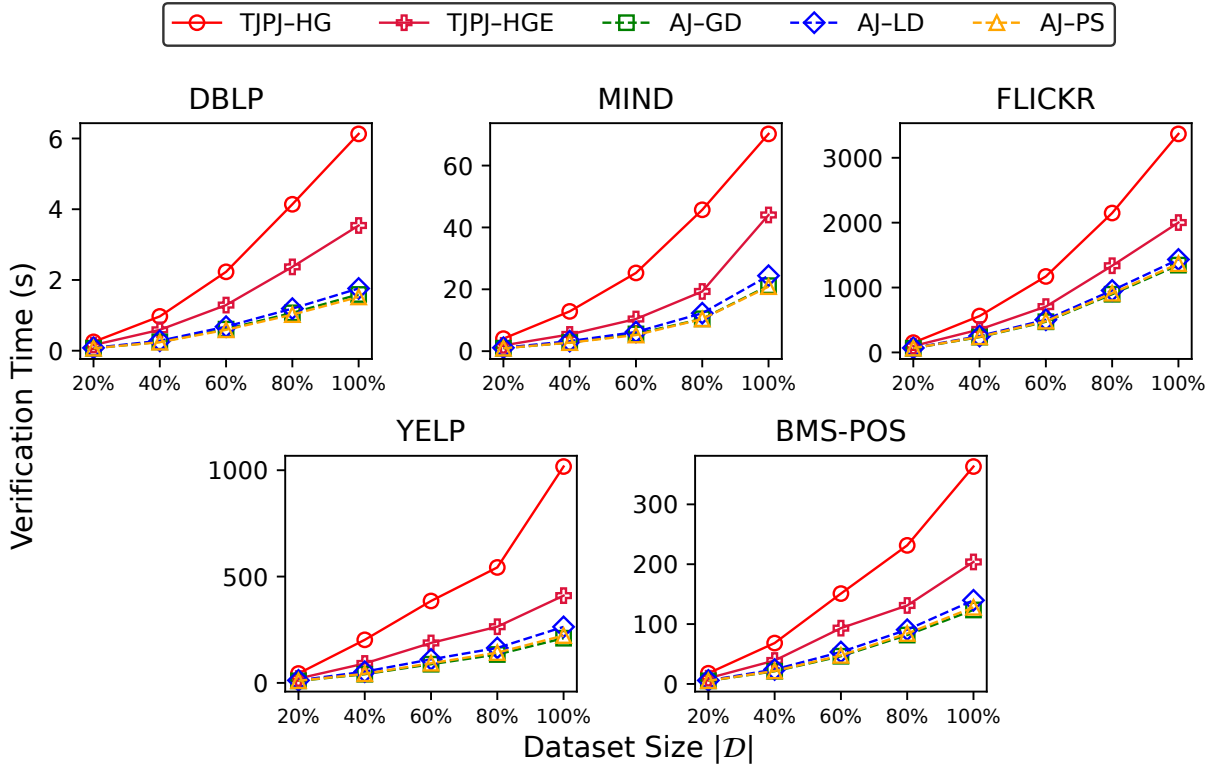 TJPJ–HG TJPJ–HGE AJ–GD AJ–LD AJ–PS
DBLP
6
4
2
0
20% 40% 60% 80% 100%
MIND
60
40
20
0
20% 40% 60% 80% 100%
FLICKR
3000
2000
1000
0
20% 40% 60% 80% 100%
YELP
1000
500
0
20% 40% 60% 80% 100%
BMS-POS
300
200
100
0
20% 40% 60% 80% 100%
Verification Time (s)
Dataset Size |𝒟|